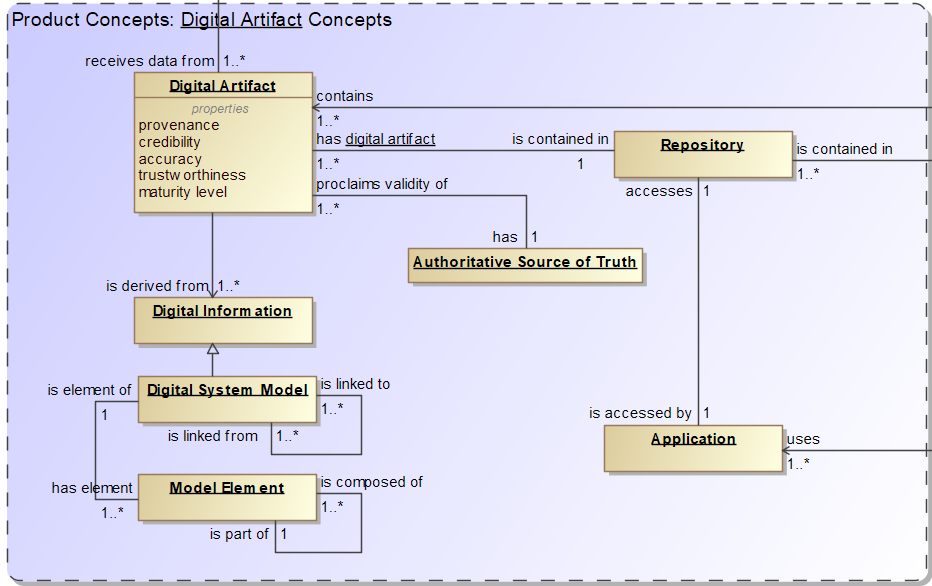 Product Concepts: Digital Artifact Concepts
receives data from 1..*
Digital Artifact
properties
provenance
credibility
accuracy
trustworthiness
maturity level
contains
1..*
has digital artifact
1..*
is contained in
1
Repository
is contained in
1..*
proclaims validity of
1..*
accesses 1
has 1
Authoritative Source of Truth
is derived from 1..*
Digital Information
is element of
1
Digital System Model
is linked to
1..*
is linked from 1..*
is accessed by 1
Application
uses
1..*
has element
1..*
Model Element
is composed of
1..*
is part of 1